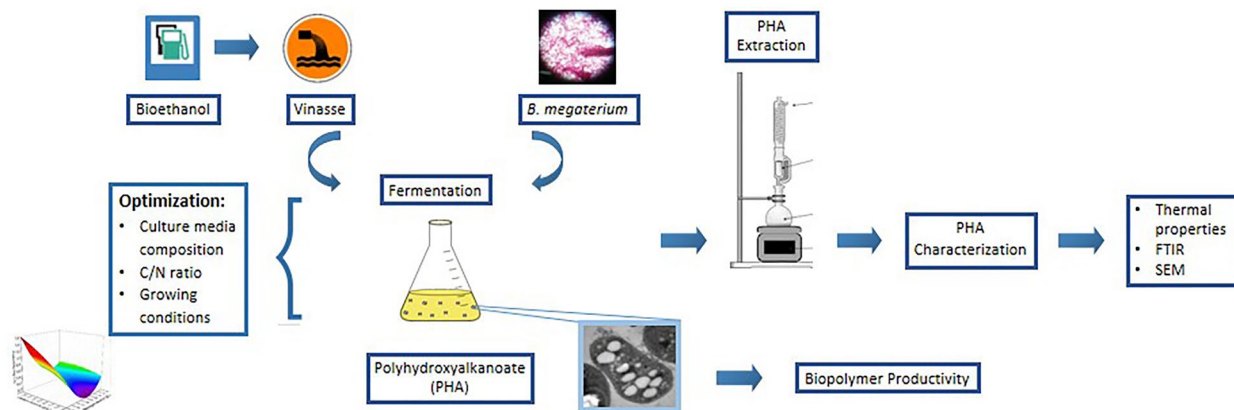 PHA
Extraction
Bioethanol
Vinasse
B. megaterium
Optimization:
• Culture media
composition
• C/N ratio
• Growing
conditions
Fermentation
PHA
Characterization
• Thermal
properties
• FTIR
• SEM
Polyhydroxyalkanoate
(PHA)
Biopolymer Productivity